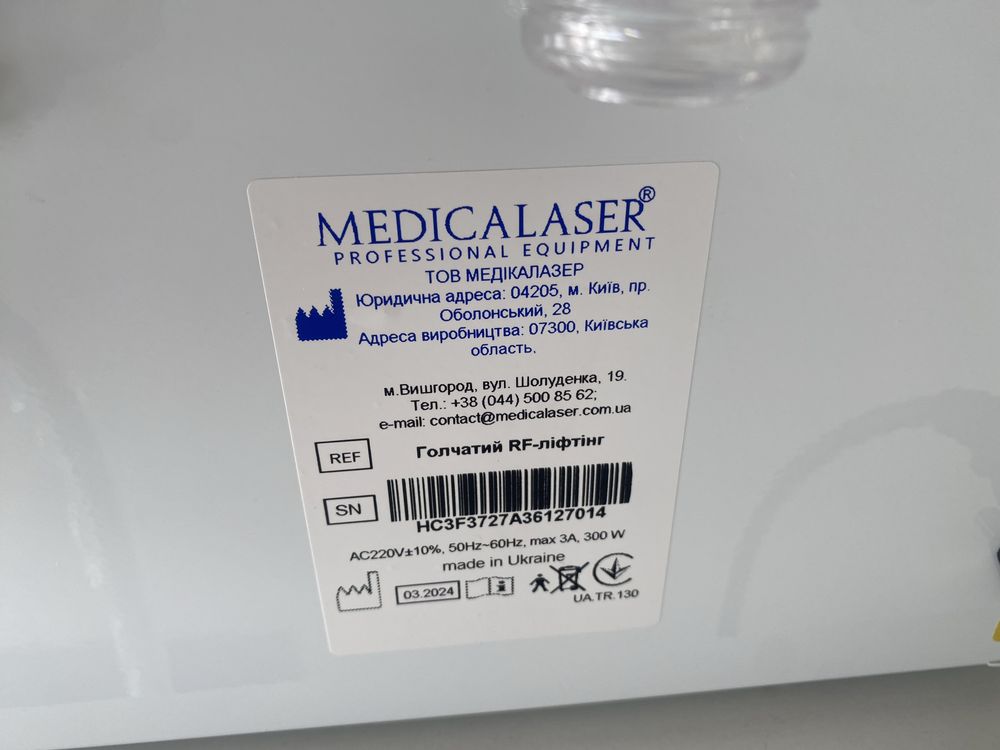 MEDICALASER®
PROFESSIONAL EQUIPMENT
ТОВ МЕДІКАЛАЗЕР
Юридична адреса: 04205, м. Київ, пр.
Оболонський, 28
Адреса виробництва: 07300, Київська
область,
м.Вишгород, вул. Шолуденка, 19.
Тел.: +38 (044) 500 85 62;
e-mail: contact@medicalaser.com.ua
REF Голчатий RF-ліфтінг
SN
HC3F3727A36127014
AC220V±10%, 50Hz~60Hz, max 3A, 300 W
made in Ukraine
03.2024
UA.TR.130